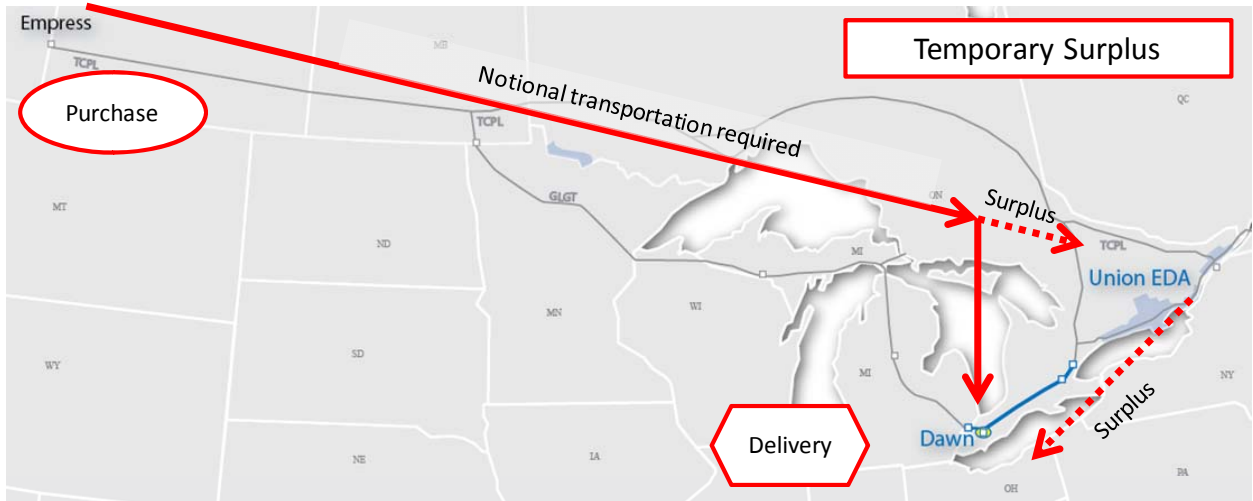 Empress
Temporary Surplus
MB
TCPL
Notional transportation required
QC
Purchase
TCPL
ON
Surplus
MT
GLGT
TCPL
ND
MI
Union EDA
MN
WI
SD
WY
MI
NY
Surplus
Delivery
Dawn
NE
IA
PA
OH